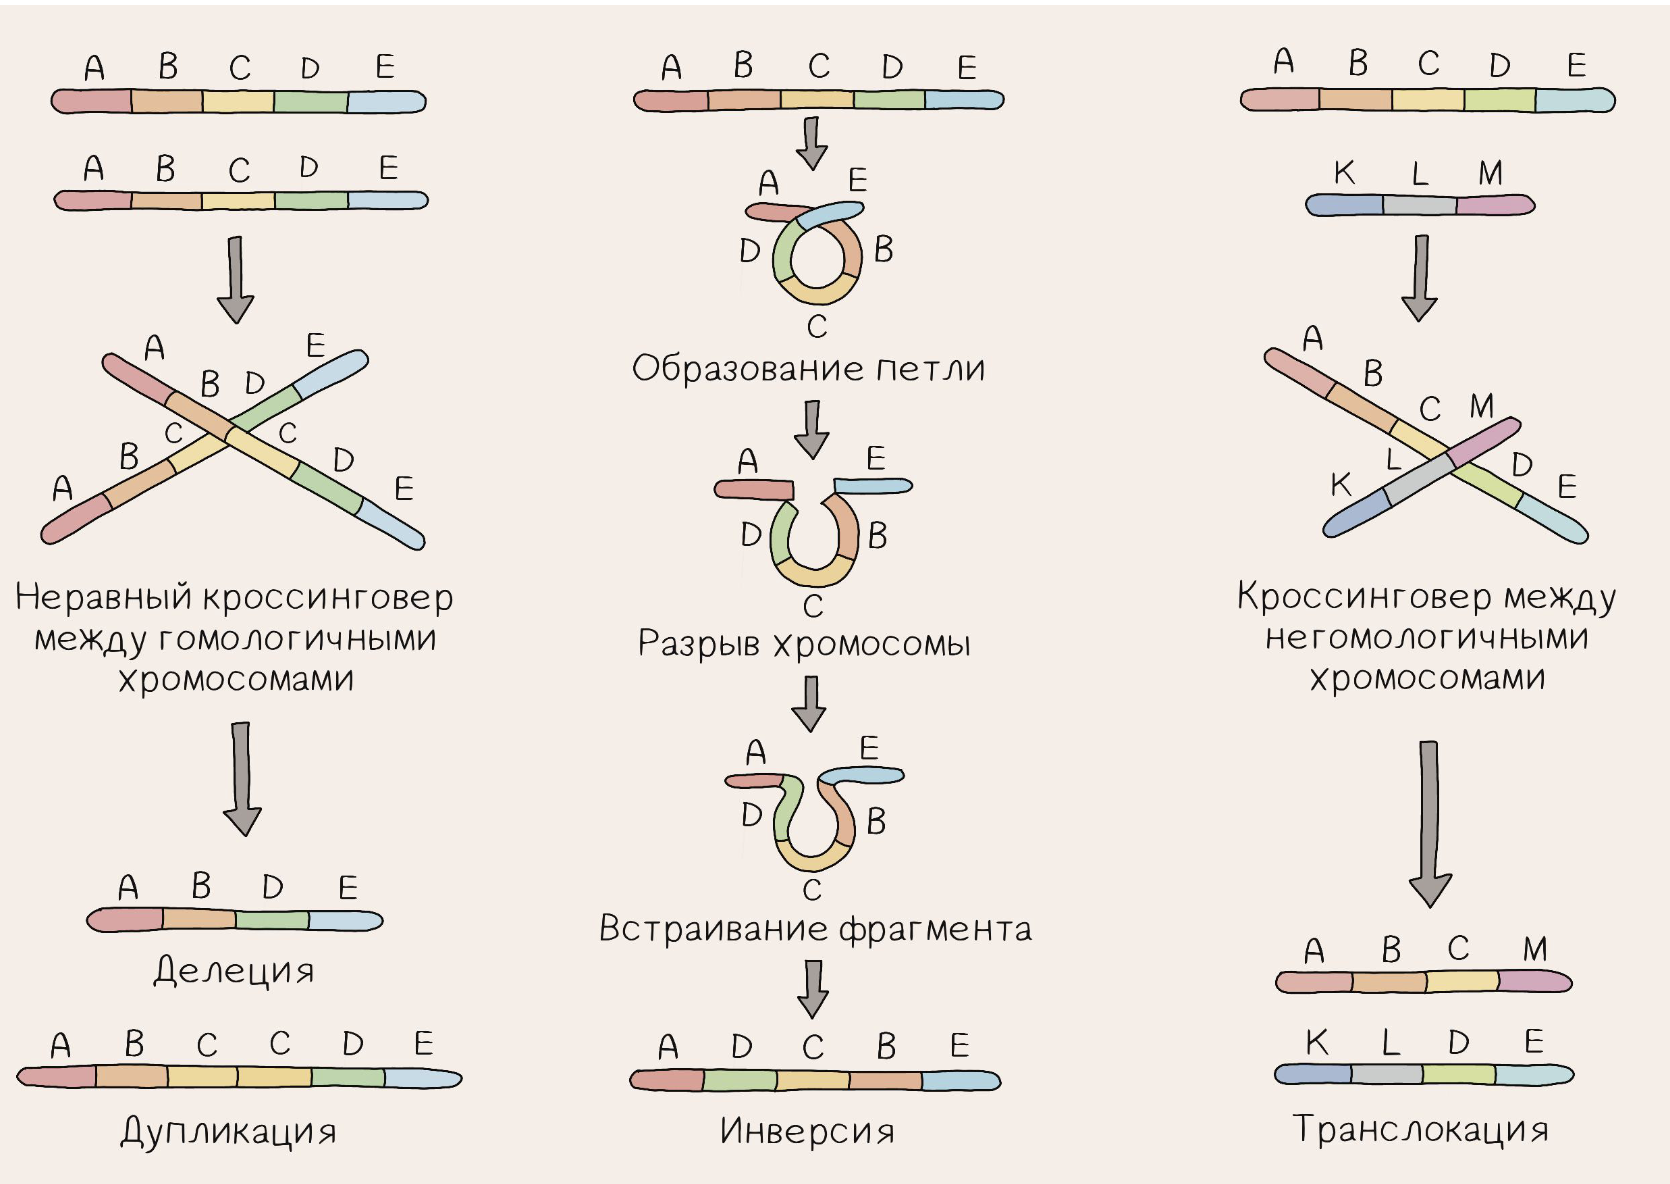 A B C D E
A B C D E
A E
B D
C C
B D
A E
Неравный кроссинговер
между гомологичными
хромосомами
A B D E
Делеция
A B C C D E
Дупликация
A B C D E
A E
D B
C
Образование петли
A E
D B
C
Разрыв хромосомы
A E
D B
C
Встраивание фрагмента
A D C B E
Инверсия
A B C D E
K L M
A
B
C M
L D
K E
Кроссинговер между
негомологичными
хромосомами
A B C M
K L D E
Транслокация